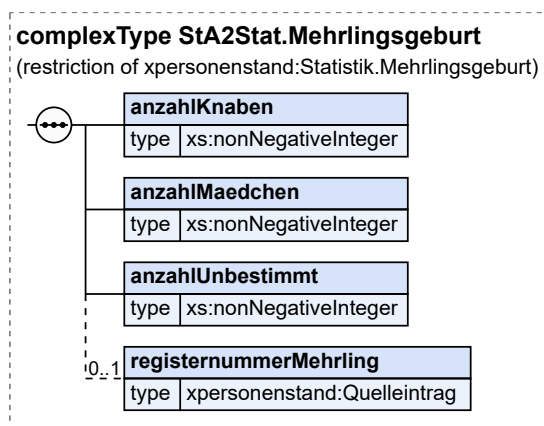 complexType StA2Stat.Mehrlingsgeburt
(restriction of xpersonenstand:Statistik.Mehrlingsgeburt)
anzahlKnaben
type xs:nonNegativeInteger
anzahlMaedchen
type xs:nonNegativeInteger
anzahlUnbestimmt
type xs:nonNegativeInteger
0..1 registernummerMehrling
type xpersonenstand:Quelleintrag